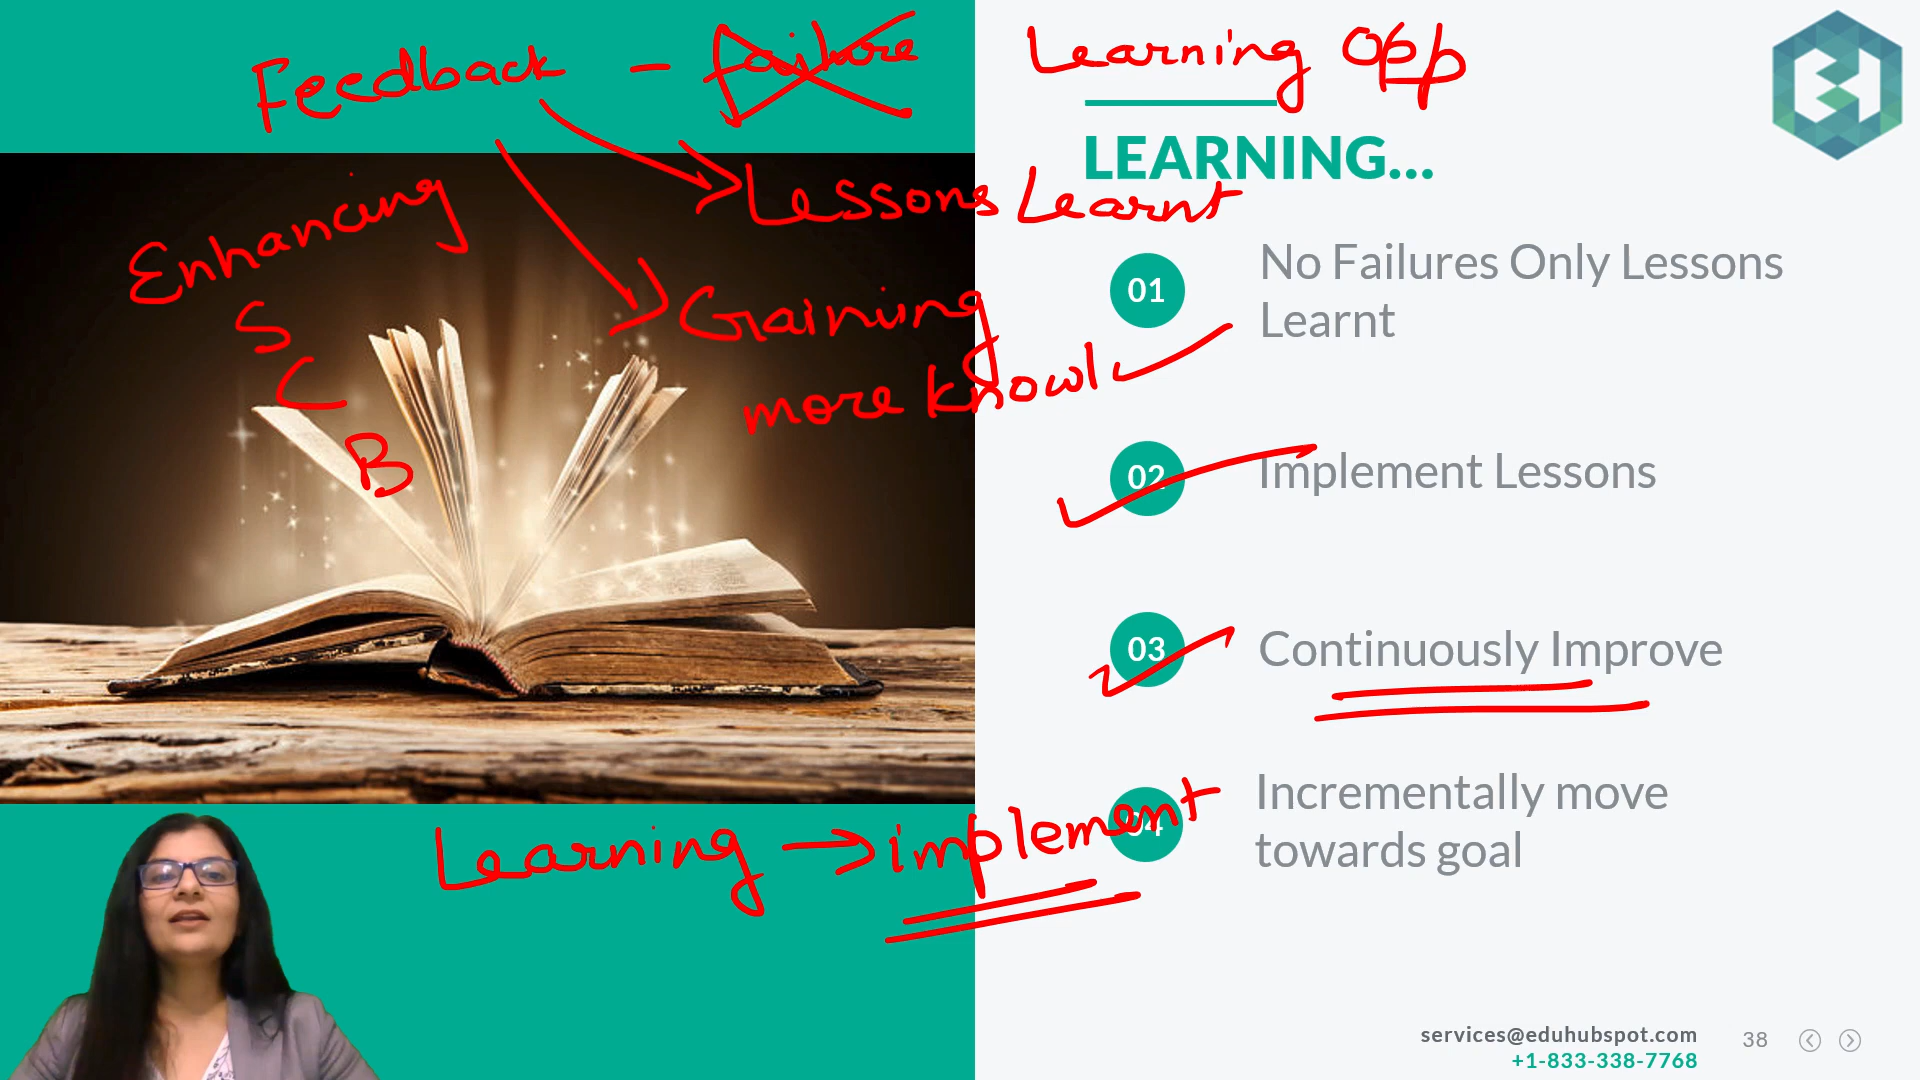 Feedback - failure
Learning Opp
LEARNING...
Lessons Learnt
Enhancing
S
C
B
Gaining
more knowl
01
No Failures Only Lessons
Learnt
02
Implement Lessons
03
Continuously Improve
04
Incrementally move
towards goal
Learning → implement
services@eduhubspot.com
+1-833-338-7768
38